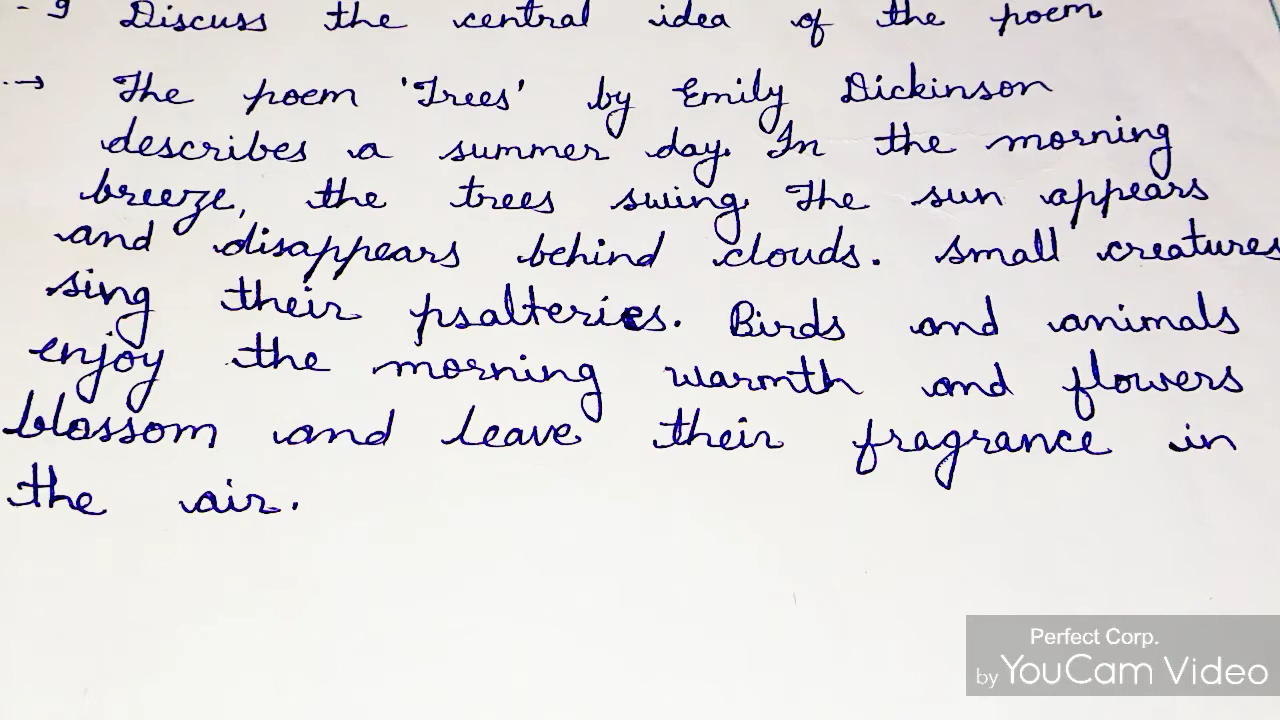 - 9 Discuss the central idea of the poem
→ The poem 'Trees' by Emily Dickinson
describes a summer day. In the morning
breeze, the trees swing. The sun appears
and disappears behind clouds. Small creatures
sing their psalteries. Birds and animals
enjoy the morning warmth and flowers
blossom and leave their fragrance in
the air.
Perfect Corp.
by YouCam Video